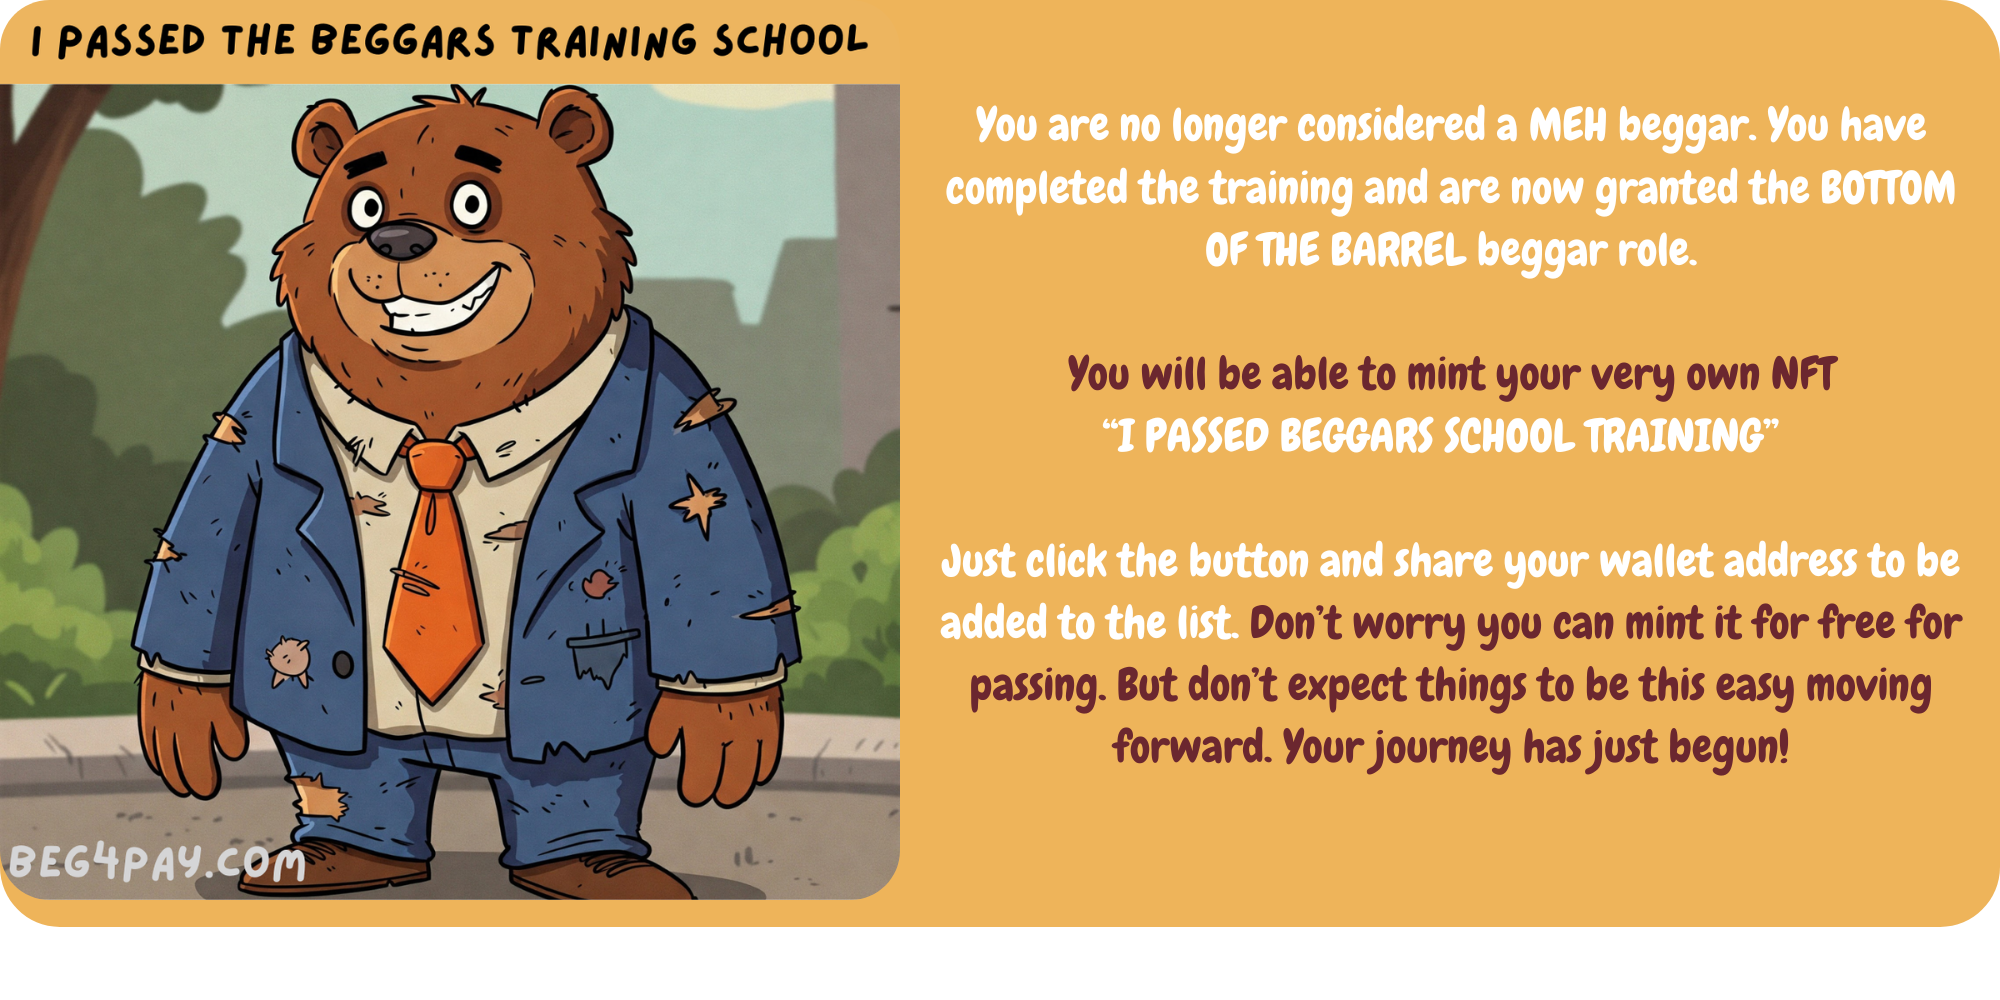 I PASSED THE BEGGARS TRAINING SCHOOL
BEG4PAY.COM
You are no longer considered a MEH beggar. You have
completed the training and are now granted the BOTTOM
OF THE BARREL beggar role.
You will be able to mint your very own NFT
“I PASSED BEGGARS SCHOOL TRAINING”
Just click the button and share your wallet address to be
added to the list. Don’t worry you can mint it for free for
passing. But don’t expect things to be this easy moving
forward. Your journey has just begun!